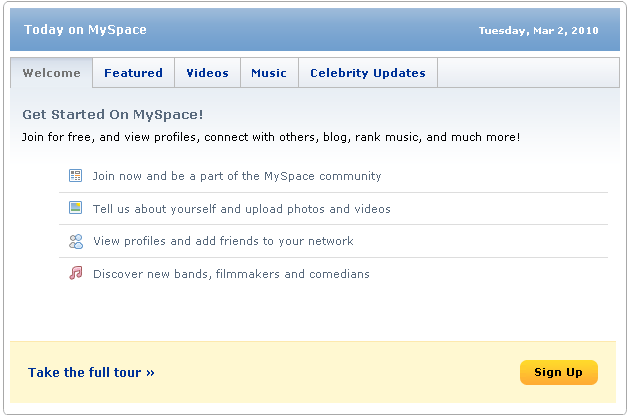 Today on MySpace
Tuesday, Mar 2, 2010
Welcome
Featured
Videos
Music
Celebrity Updates
Get Started On MySpace!
Join for free, and view profiles, connect with others, blog, rank music, and much more!
Join now and be a part of the MySpace community
Tell us about yourself and upload photos and videos
View profiles and add friends to your network
Discover new bands, filmmakers and comedians
Take the full tour »
Sign Up